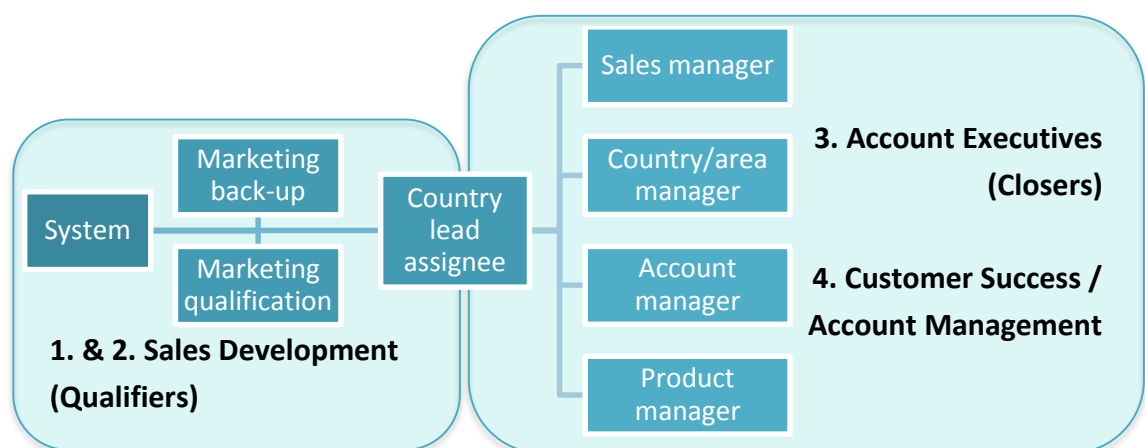 System
Marketing
back-up
Marketing
qualification
Country
lead
assignee
1. & 2. Sales Development
(Qualifiers)
Sales manager
Country/area
manager
Account
manager
Product
manager
3. Account Executives
(Closers)
4. Customer Success /
Account Management